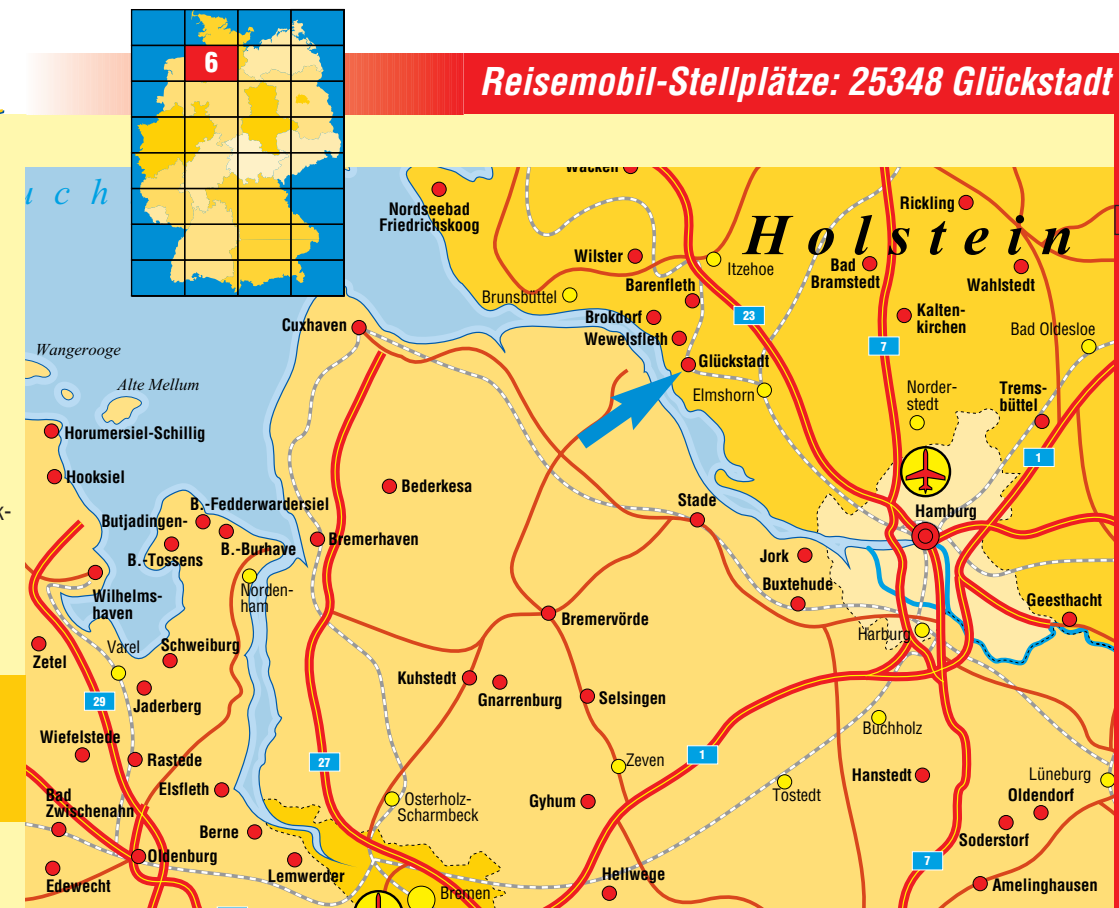 6
Reisemobil-Stellplätze: 25348 Glückstadt
u c h
Wacken
Nordseebad
Friedrichskoog
Rickling
Holstein
Wilster
Itzehoe
Bad
Bramstedt
Wahlstedt
Barenfleth
Brunsbüttel
Brokdorf
23
Kalten-
kirchen
Cuxhaven
Wewelsfleth
7
Bad Oldesloe
Wangerooge
Glückstadt
Alte Mellum
Elmshorn
Norder-
stedt
Trems-
büttel
Horumersiel-Schillig
1
Hooksiel
Bederkesa
B.-Fedderwardersiel
Stade
k-
Butjadingen-
Hamburg
B.-Burhave
Bremerhaven
B.-Tossens
Jork
Buxtehude
Wilhelms-
haven
Norden-
ham
Geesthacht
Bremervörde
Harburg
Varel
Schweiburg
Zetel
Kuhstedt
Gnarrenburg
Selsingen
29
Jaderberg
Buchholz
Wiefelstede
Rastede
27
Zeven
1
Hanstedt
Lüneburg
Elsfleth
Tostedt
Oldendorf
Bad
Zwischenahn
Osterholz-
Scharmbeck
Gyhum
Berne
Soderstorf
Oldenburg
7
Lemwerder
Hellwege
Edewecht
Bremen
Amelinghausen